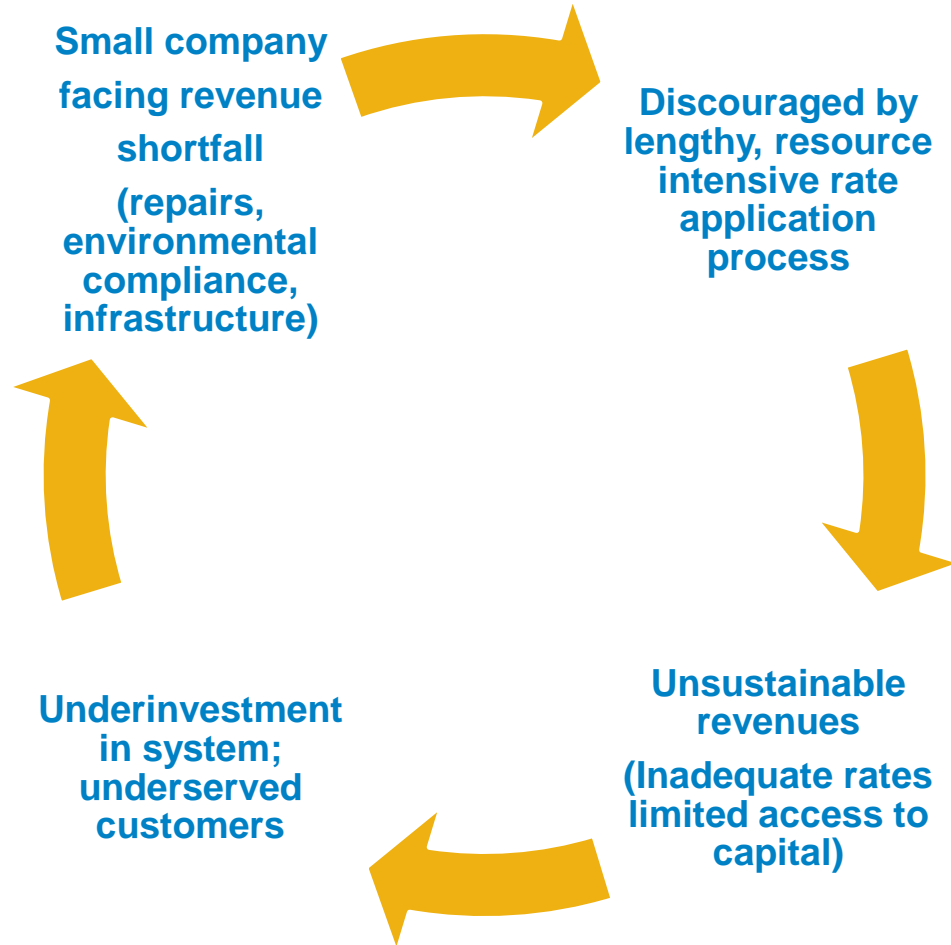 Small company
facing revenue
shortfall
(repairs,
environmental
compliance,
infrastructure)
Discouraged by
lengthy, resource
intensive rate
application
process
Unsustainable
revenues
(Inadequate rates
limited access to
capital)
Underinvestment
in system;
underserved
customers